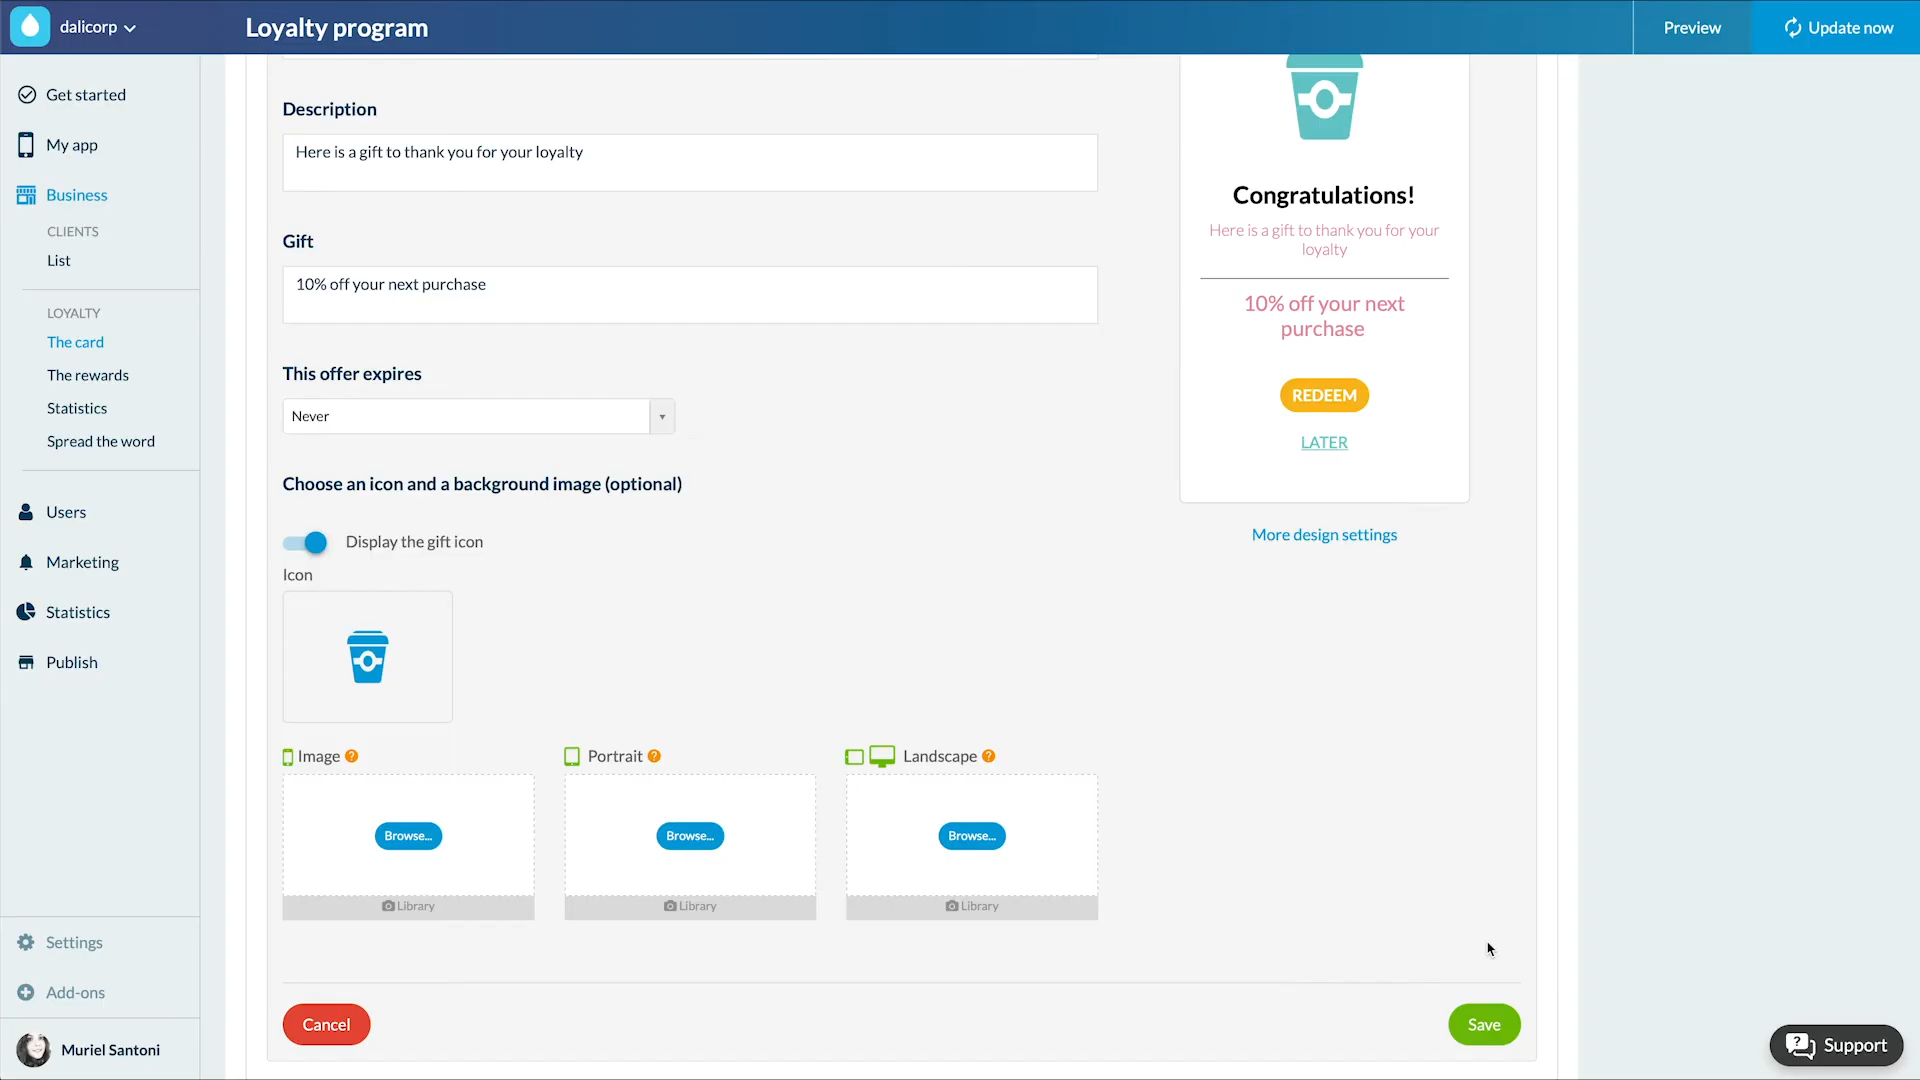 dalicorp
Loyalty program
Preview
Update now
Get started
My app
Business
CLIENTS
List
LOYALTY
The card
The rewards
Statistics
Spread the word
Users
Marketing
Statistics
Publish
Settings
Add-ons
Muriel Santoni
Description
Here is a gift to thank you for your loyalty
Gift
10% off your next purchase
This offer expires
Never
Choose an icon and a background image (optional)
Display the gift icon
Icon
Image ?
Portrait ?
Landscape ?
Browse...
Browse...
Browse...
Library
Library
Library
Cancel
Save
Congratulations!
Here is a gift to thank you for your
loyalty
10% off your next
purchase
REDEEM
LATER
More design settings
? Support